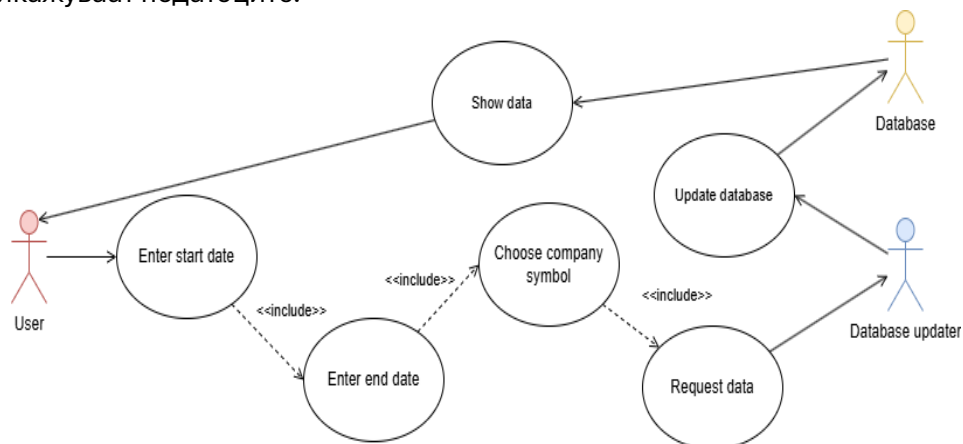 податоците.
Show data
Database
Update database
User
Enter start date
Choose company
symbol
<<include>>
<<include>>
<<include>>
Enter end date
Request data
Database updater